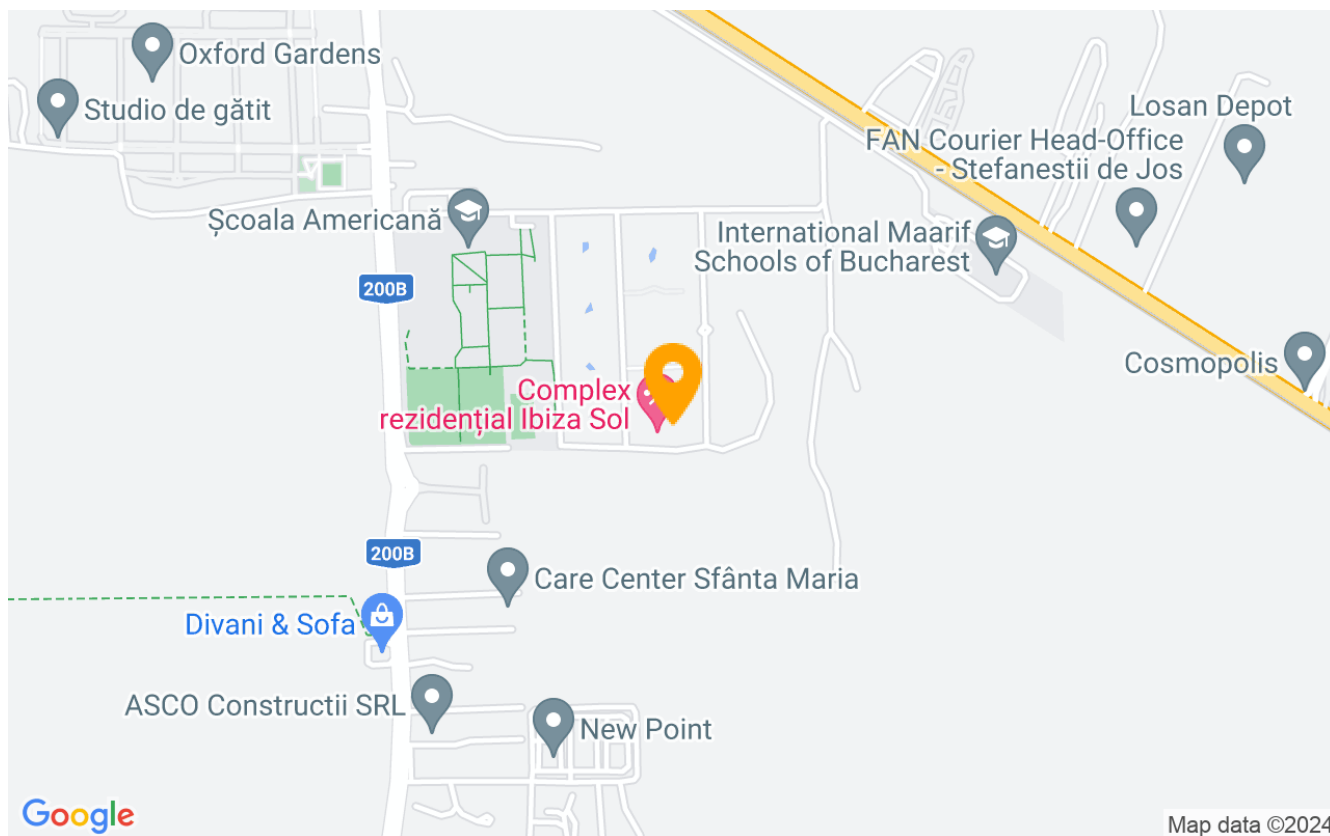 Oxford Gardens
Studio de gătit
Losan Depot
FAN Courier Head-Office
- Stefanestii de Jos
Școala Americană
International Maarif
Schools of Bucharest
200B
Cosmopolis
Complex
rezidențial Ibiza Sol
200B
Care Center Sfânta Maria
Divani & Sofa
ASCO Constructii SRL
New Point
Google
Map data ©2024